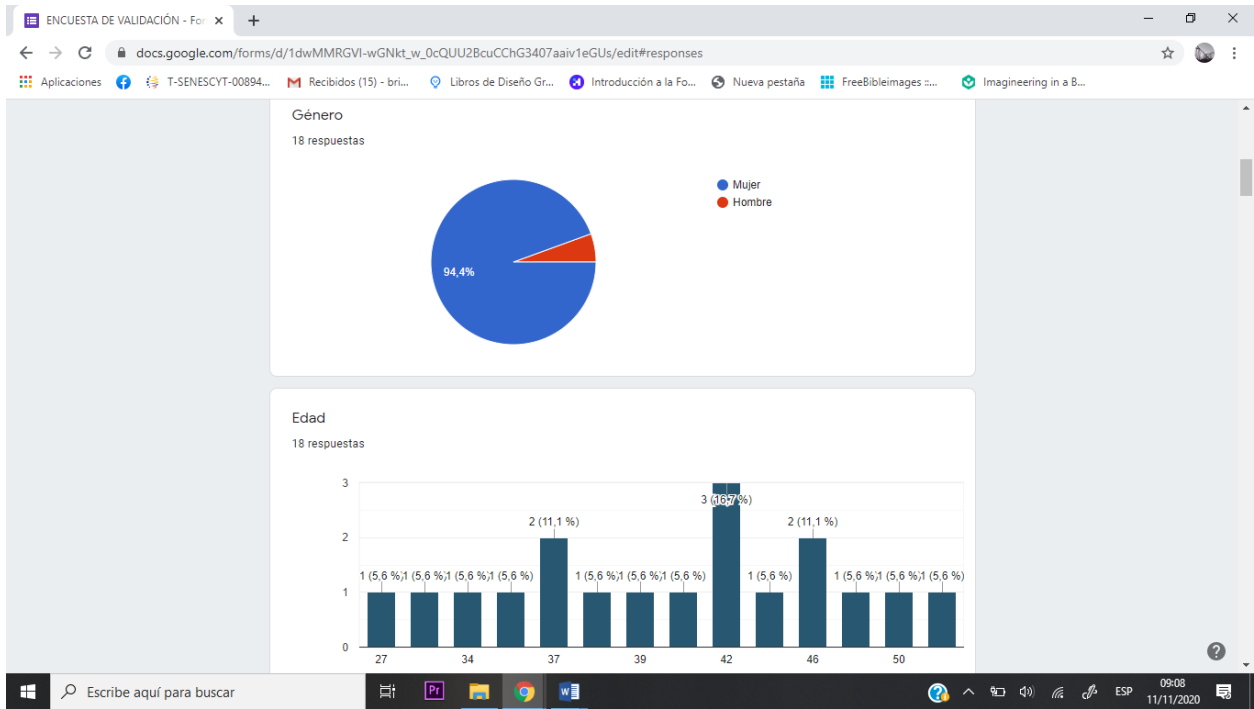 ENCUESTA DE VALIDACIÓN - For
docs.google.com/forms/d/1dwMMRGVI-wGNkt_w_0cQUU2BcuCChG3407aaiv1eGUs/edit#responses
Aplicaciones T-SENESCYT-00894... Recibidos (15) - bri... Libros de Diseño Gr... Introducción a la Fo... Nueva pestaña FreeBibleimages ::... Imagineering in a B...
Género
18 respuestas
Mujer
Hombre
94,4%
Edad
18 respuestas
3
3 (16,7 %)
2 (11,1 %) 2 (11,1 %)
2
1 (5,6 %) 1 (5,6 %) 1 (5,6 %) 1 (5,6 %) 1 (5,6 %) 1 (5,6 %) 1 (5,6 %) 1 (5,6 %) 1 (5,6 %) 1 (5,6 %) 1 (5,6 %)
1
0
27 34 37 39 42 46 50
Escribe aquí para buscar
Pr
ESP
09:08
11/11/2020